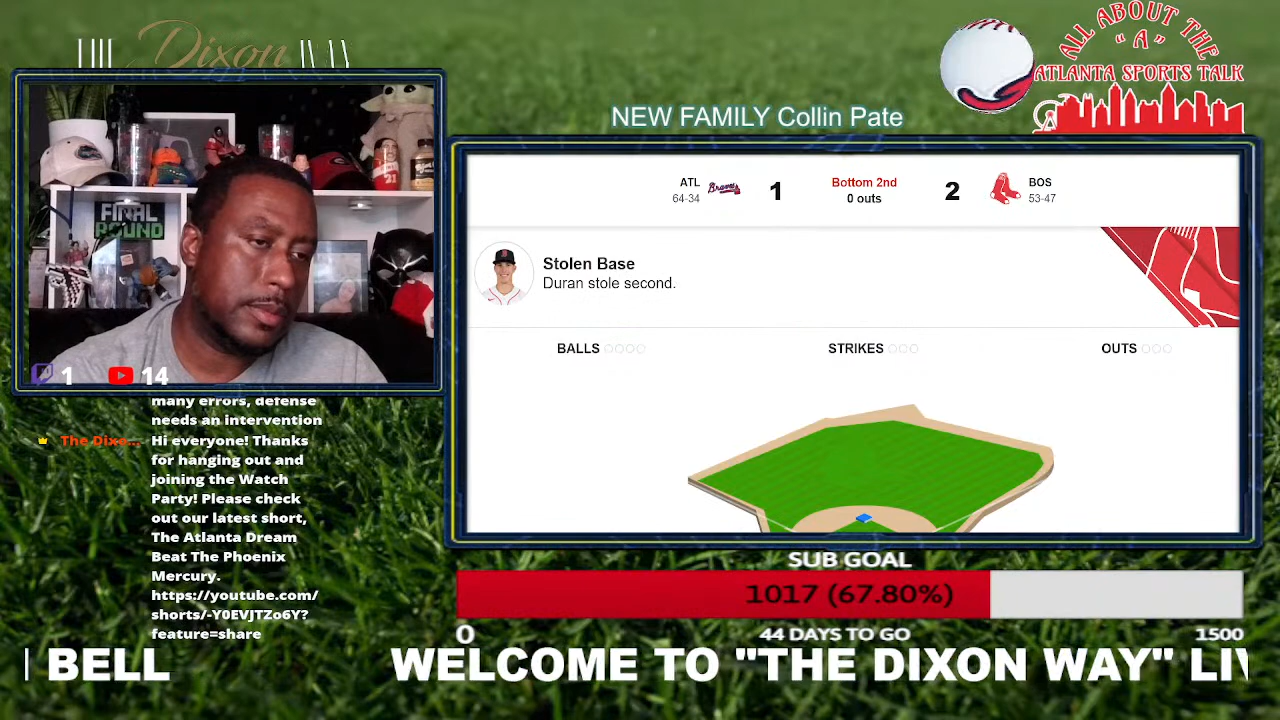 Dixon
ALL ABOUT THE
"A"
ATLANTA SPORTS TALK
NEW FAMILY Collin Pate
ATL
64-34
Braves
1
Bottom 2nd
0 outs
2
BOS
53-47
Stolen Base
Duran stole second.
BALLS
STRIKES
OUTS
FINAL
ROUND
21
1
14
many errors, defense
needs an intervention
The Dixo...
Hi everyone! Thanks
for hanging out and
joining the Watch
Party! Please check
out our latest short,
The Atlanta Dream
Beat The Phoenix
Mercury.
https://youtube.com/
shorts/-Y0EVJTZo6Y?
feature=share
SUB GOAL
1017 (67.80%)
0
44 DAYS TO GO
1500
BELL
WELCOME TO "THE DIXON WAY" LIV